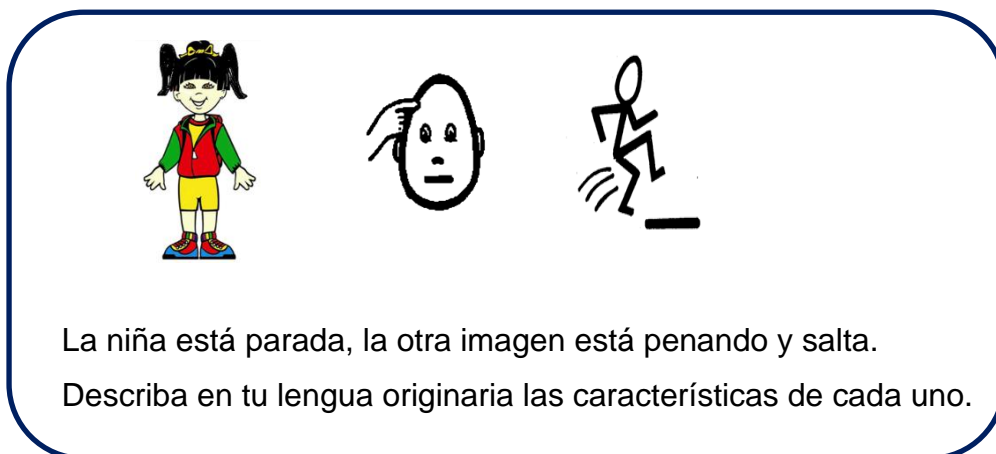 La niña está parada, la otra imagen está penando y salta.
Describa en tu lengua originaria las características de cada uno.